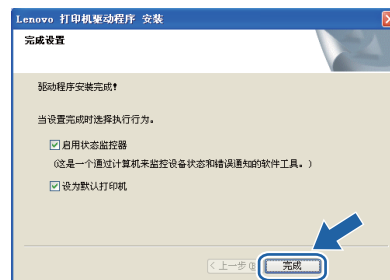 Lenovo 打印机驱动程序 安装
完成设置
驱动程序安装完成!
当设置完成时选择执行行为。
启用状态监控器
(这是一个通过计算机来监控设备状态和错误通知的软件工具。)
设为默认打印机
<上一步(B) 完成